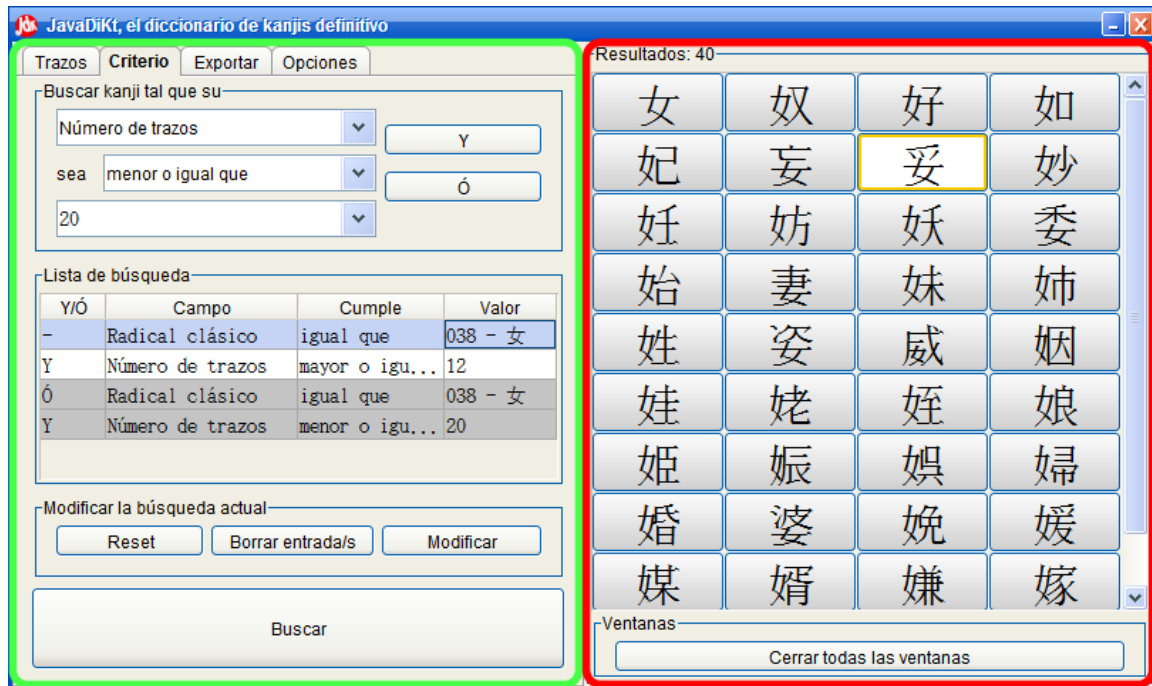 JavaDiKt, el diccionario de kanjis definitivo
Trazos Criterio Exportar Opciones
Buscar kanji tal que su
Número de trazos
Y
sea menor o igual que
Ó
20
Lista de búsqueda
Y/Ó Campo Cumple Valor
- Radical clásico igual que 038 - 女
Y Número de trazos mayor o igu... 12
Ó Radical clásico igual que 038 - 女
Y Número de trazos menor o igu... 20
Modificar la búsqueda actual
Reset Borrar entrada/s Modificar
Buscar
Resultados: 40
女 奴 好 如
妃 妄 妥 妙
妊 妨 妖 委
始 妻 妹 姉
姓 姿 威 姻
娃 姥 姪 娘
姫 娠 娯 婦
婚 婆 娩 媛
媒 婿 嫌 嫁
Ventanas
Cerrar todas las ventanas